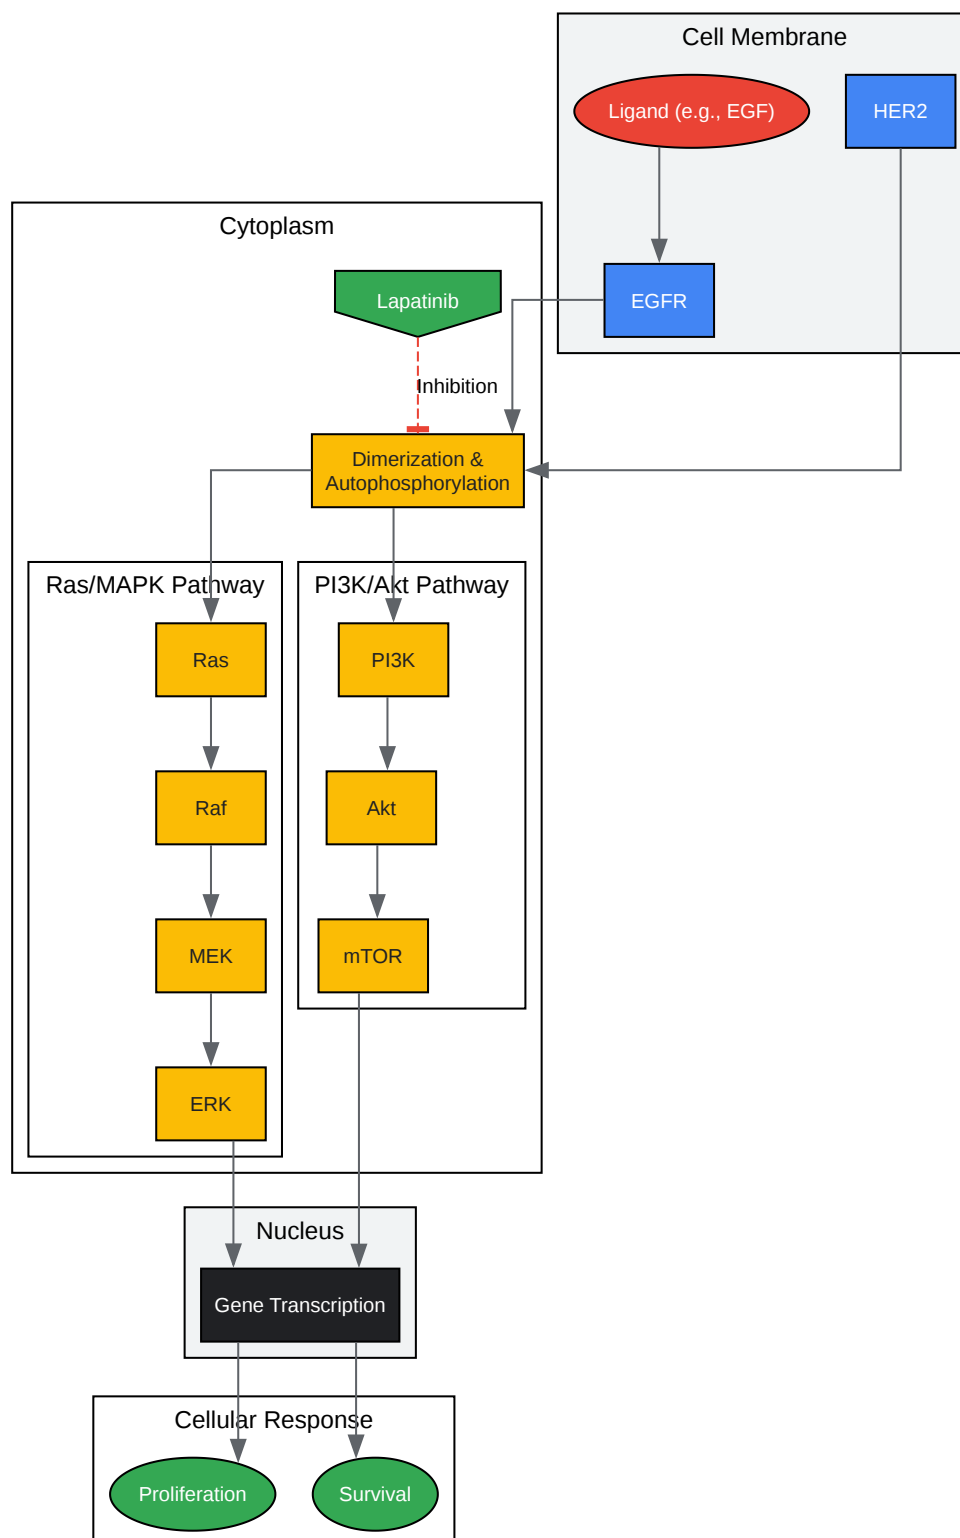 Cell Membrane
Ligand (e.g., EGF)
HER2
Cytoplasm
Lapatinib
EGFR
Inhibition
Dimerization &
Autophosphorylation
Ras/MAPK Pathway
PI3K/Akt Pathway
Ras
PI3K
Raf
Akt
MEK
mTOR
ERK
Nucleus
Gene Transcription
Cellular Response
Proliferation
Survival